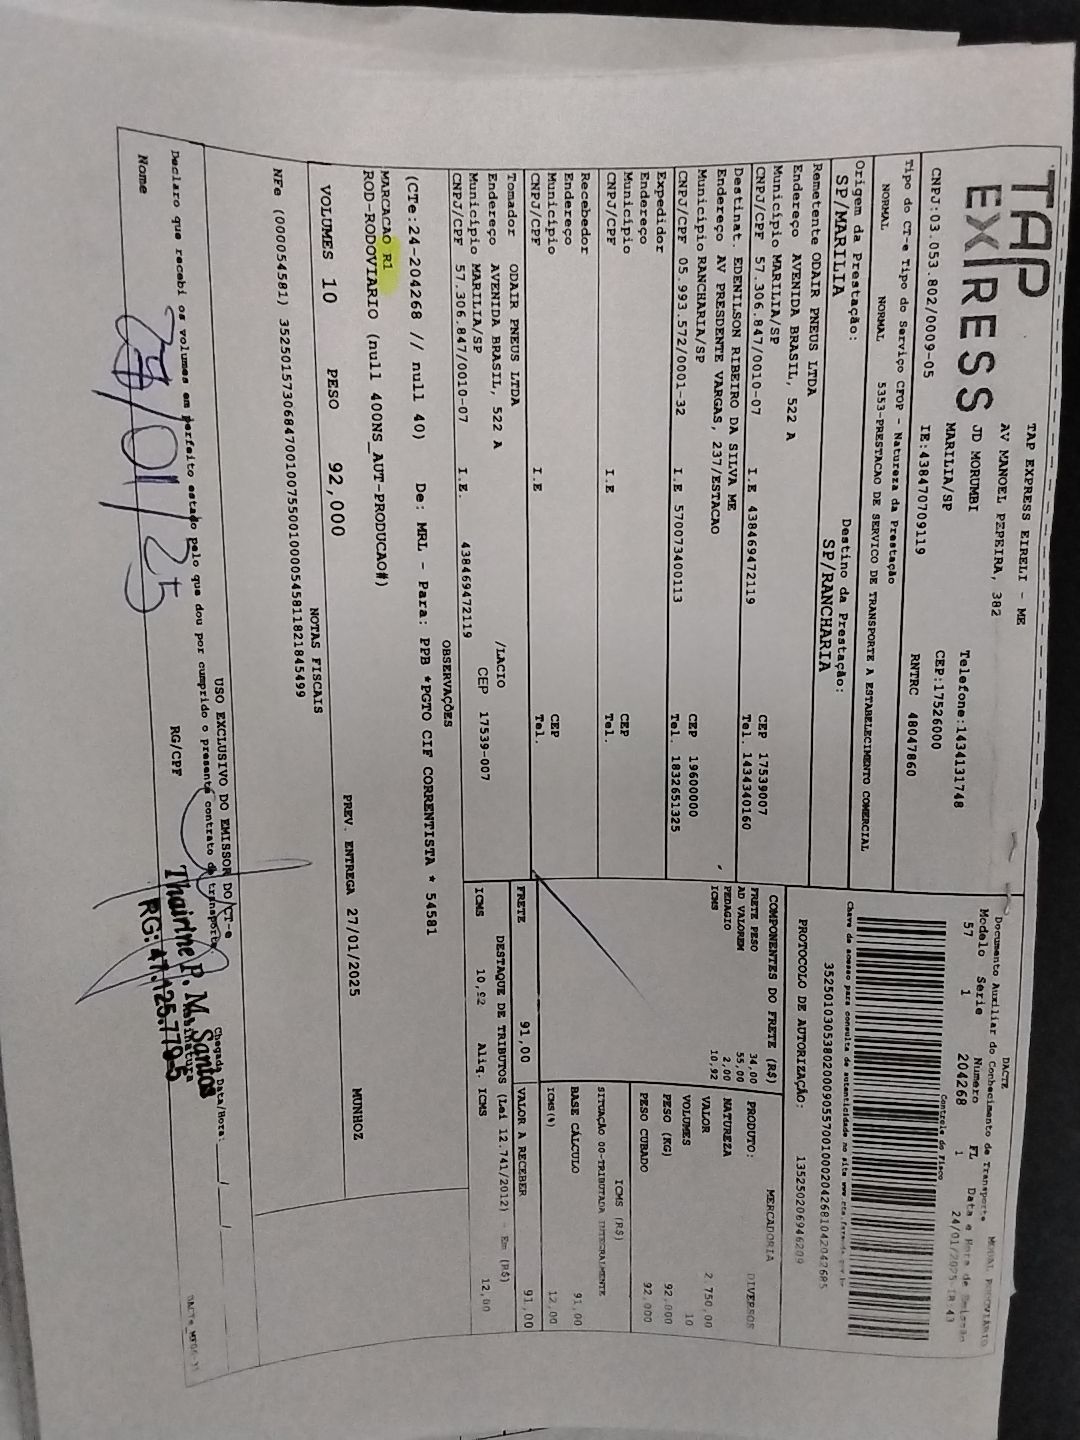 TAP
EXPRESS
TAP EXPRESS EIRELI - ME
AV MANOEL PEREIRA, 382
JD MORUMBI
MARILIA/SP
Telefone:1434131748
CEP:17526000
CNPJ:03.053.802/0009-05 IE:438470709119 RNTRC 48047860
DACTE MODAL RODOVIÁRIO
Documento Auxiliar do Conhecimento de Transporte
Modelo Serie Numero FL Data e Hora de Emissão
57 1 204268 1 24/01/2025 18:43
Controle do Fisco
Chave de acesso para consulta de autenticidade no site www.cte.fazenda.gov.br
35250103053802000905570010002042681042042685
PROTOCOLO DE AUTORIZAÇÃO: 135250206946209
Tipo do CT-e Tipo do Serviço CFOP - Natureza da Prestação
NORMAL NORMAL 5353-PRESTACAO DE SERVICO DE TRANSPORTE A ESTABELECIMENTO COMERCIAL
Origem da Prestação: Destino da Prestação:
SP/MARILIA SP/RANCHARIA
Remetente ODAIR PNEUS LTDA
Endereço AVENIDA BRASIL, 522 A
Município MARILIA/SP CEP 17539007
CNPJ/CPF 57.306.847/0010-07 I.E 438469472119 Tel. 1434340160
Destinat. EDENILSON RIBEIRO DA SILVA ME
Endereço AV PRESDENTE VARGAS, 237/ESTACAO
Município RANCHARIA/SP CEP 19600000
CNPJ/CPF 05.993.572/0001-32 I.E 570073400113 Tel. 1832651325
Expedidor
Endereço
Município CEP
CNPJ/CPF I.E Tel.
Recebedor
Endereço
Município CEP
CNPJ/CPF I.E Tel.
Tomador ODAIR PNEUS LTDA
Endereço AVENIDA BRASIL, 522 A /LACIO
Município MARILIA/SP CEP 17539-007
CNPJ/CPF 57.306.847/0010-07 I.E. 438469472119
COMPONENTES DO FRETE (R$)
FRETE PESO 34,00
AD VALOREM 55,00
PEDAGIO 2,00
ICMS 10,92
MERCADORIA
PRODUTO: DIVERSOS
NATUREZA
VALOR 2.750,00
VOLUMES 10
PESO (KG) 92,000
PESO CUBADO 92,000
ICMS (R$)
SITUAÇÃO 00-TRIBUTADA INTEGRALMENTE
BASE CÁLCULO 91,00
ICMS(%) 12,00
FRETE 91,00 VALOR A RECEBER 91,00
DESTAQUE DE TRIBUTOS (Lei 12.741/2012) - Em (R$)
ICMS 10,92 Aliq. ICMS 12,00
OBSERVAÇÕES
(CTe:24-204268 // null 40) De: MRL - Para: PPB *PGTO CIF CORRENTISTA * 54581
MARCACAO R1
ROD-RODOVIARIO (null 400NS_AUT-PRODUCAO#)
VOLUMES 10 PESO 92,000 PREV. ENTREGA 27/01/2025 MUNHOZ
NOTAS FISCAIS
NFe (000054581) 35250157306847001007550010000545811821845499
USO EXCLUSIVO DO EMISSOR DO CT-e
Declaro que recebi os volumes em perfeito estado pelo que dou por cumprido o presente contrato de transporte
Chegada Data/Hora: __/__/__
Nome RG/CPF Assinatura
/01/25
Thairine P. M. Santos
RG: 47.125.779-5